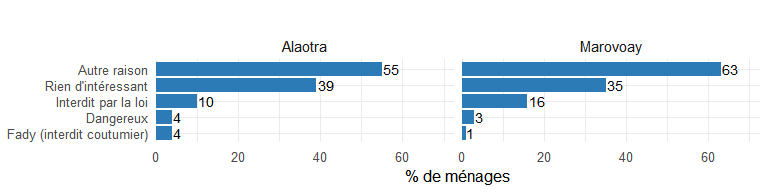 Alaotra Marovoay
Autre raison 55 63
Rien d'intéressant 39 35
Interdit par la loi 10 16
Dangereux 4 3
Fady (interdit coutumier) 4 1
0 20 40 60 0 20 40 60
% de ménages